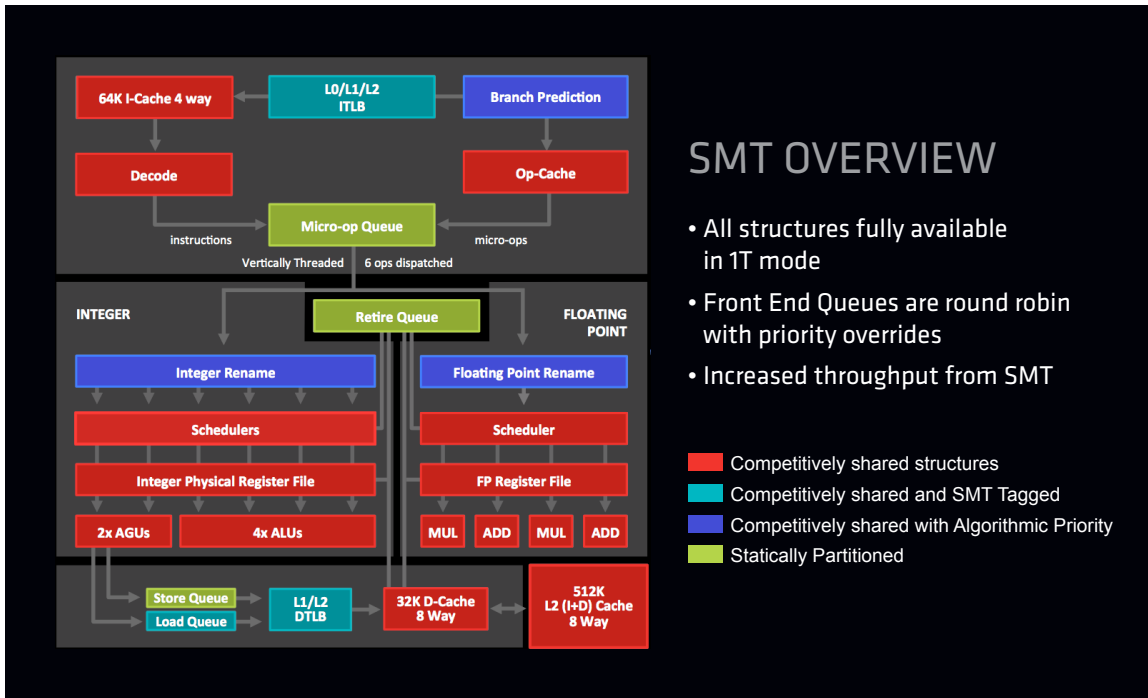 64K I-Cache 4 way
L0/L1/L2
ITLB
Branch Prediction
Decode
Op-Cache
Micro-op Queue
instructions
micro-ops
Vertically Threaded
6 ops dispatched
INTEGER
Retire Queue
FLOATING
POINT
Integer Rename
Floating Point Rename
Schedulers
Scheduler
Integer Physical Register File
FP Register File
2x AGUs
4x ALUs
MUL
ADD
MUL
ADD
Store Queue
Load Queue
L1/L2
DTLB
32K D-Cache
8 Way
512K
L2 (I+D) Cache
8 Way
SMT OVERVIEW
• All structures fully available
in 1T mode
• Front End Queues are round robin
with priority overrides
• Increased throughput from SMT
Competitively shared structures
Competitively shared and SMT Tagged
Competitively shared with Algorithmic Priority
Statically Partitioned